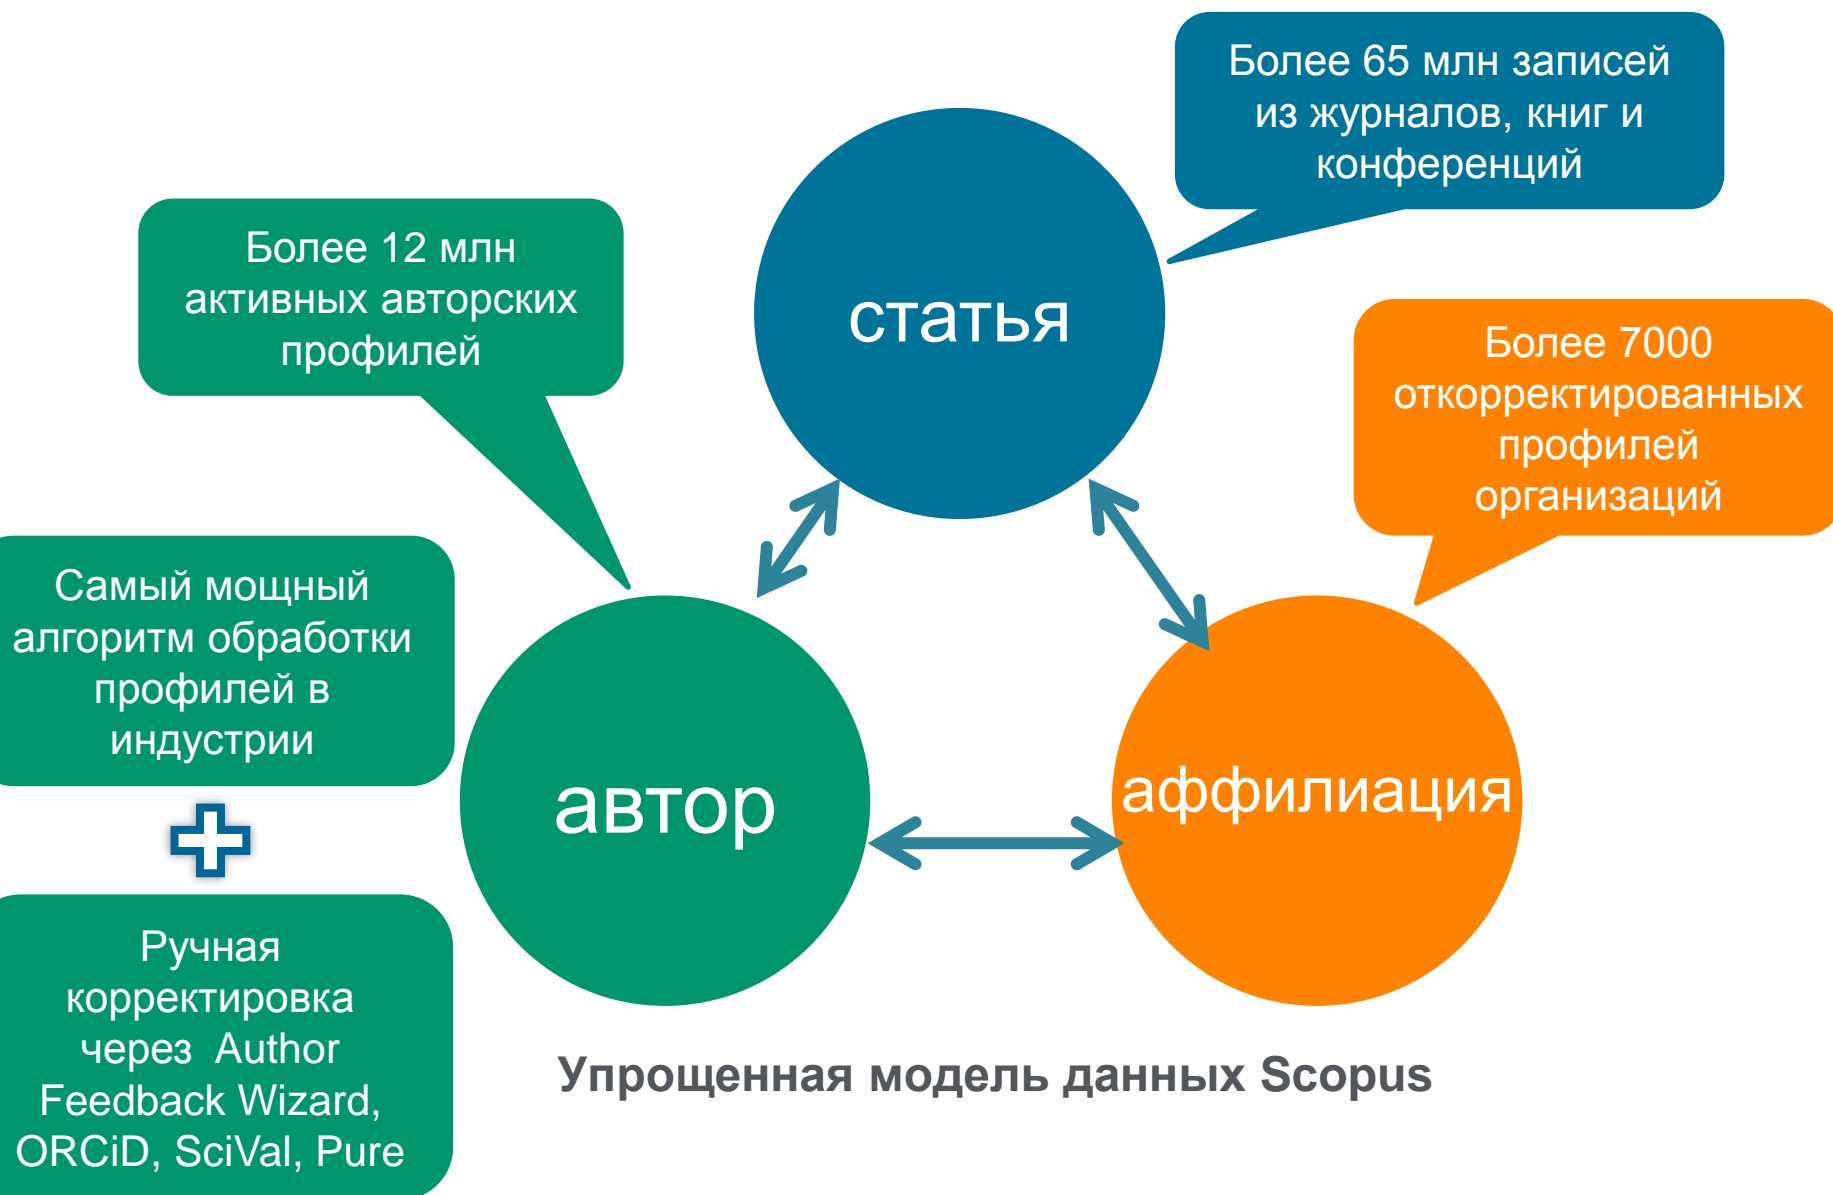 Более 65 млн записей
из журналов, книг и
конференций
Более 12 млн
активных авторских
профилей
статья
Более 7000
откорректированных
профилей
организаций
Самый мощный
алгоритм обработки
профилей в
индустрии
автор
аффилиация
Ручная
корректировка
через Author
Feedback Wizard,
ORCiD, SciVal, Pure
Упрощенная модель данных Scopus